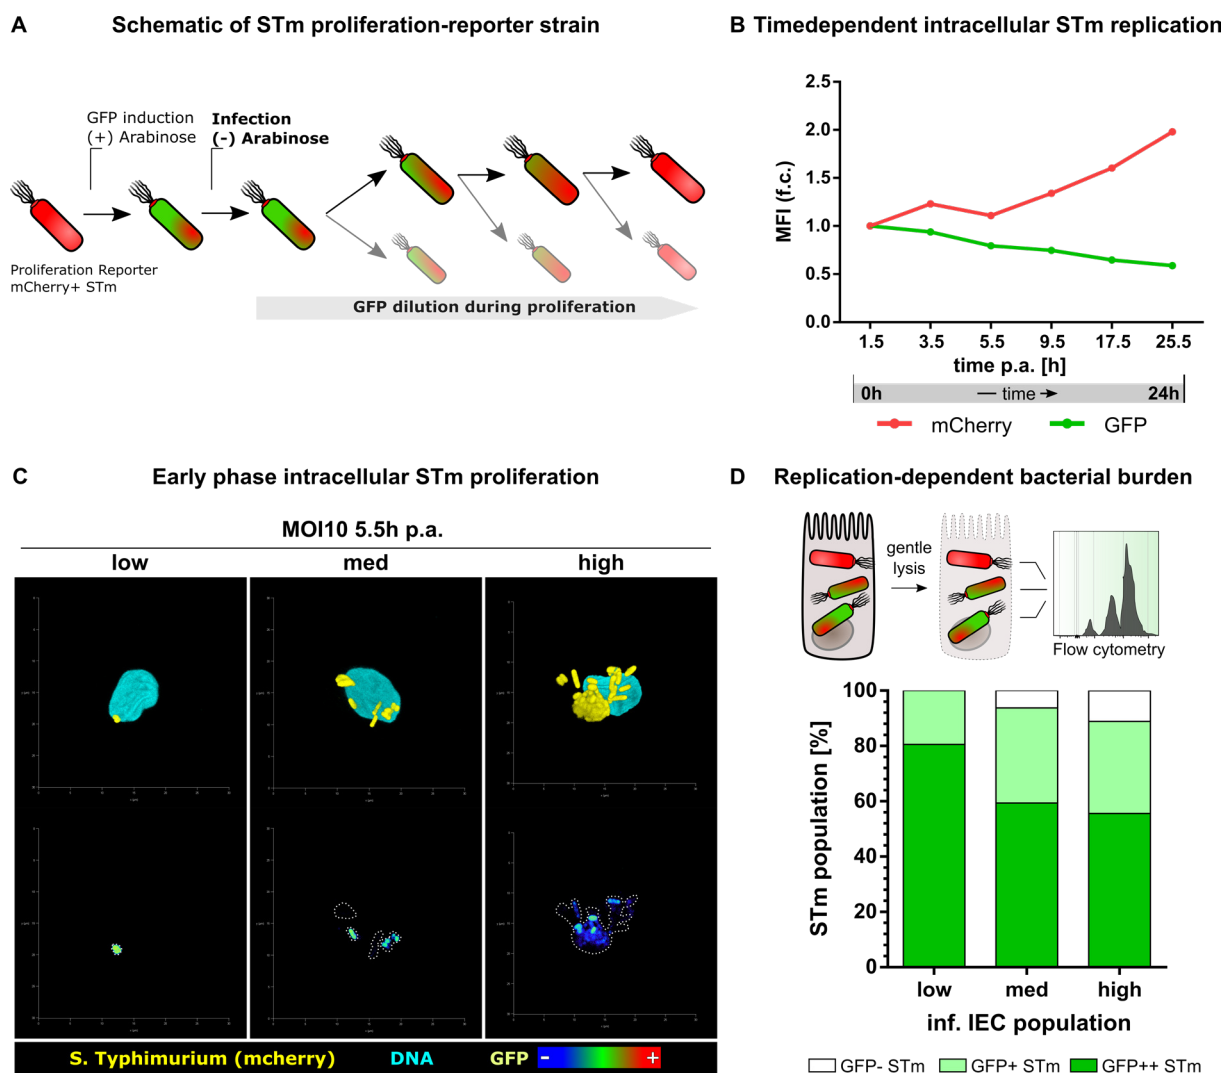 A Schematic of STm proliferation-reporter strain
GFP induction
(+) Arabinose
Infection
(-) Arabinose
Proliferation Reporter
mCherry+ STm
GFP dilution during proliferation
B Timedependent intracellular STm replication
MFI (f.c.)
2.5
2.0
1.5
1.0
0.5
0.0
1.5 3.5 5.5 9.5 17.5 25.5
time p.a. [h]
0h time 24h
mCherry GFP
C Early phase intracellular STm proliferation
MOI10 5.5h p.a.
low med high
S. Typhimurium (mcherry) DNA GFP - +
D Replication-dependent bacterial burden
gentle
lysis
Flow cytometry
STm population [%]
100
80
60
40
20
0
low med high
inf. IEC population
GFP- STm GFP+ STm GFP++ STm